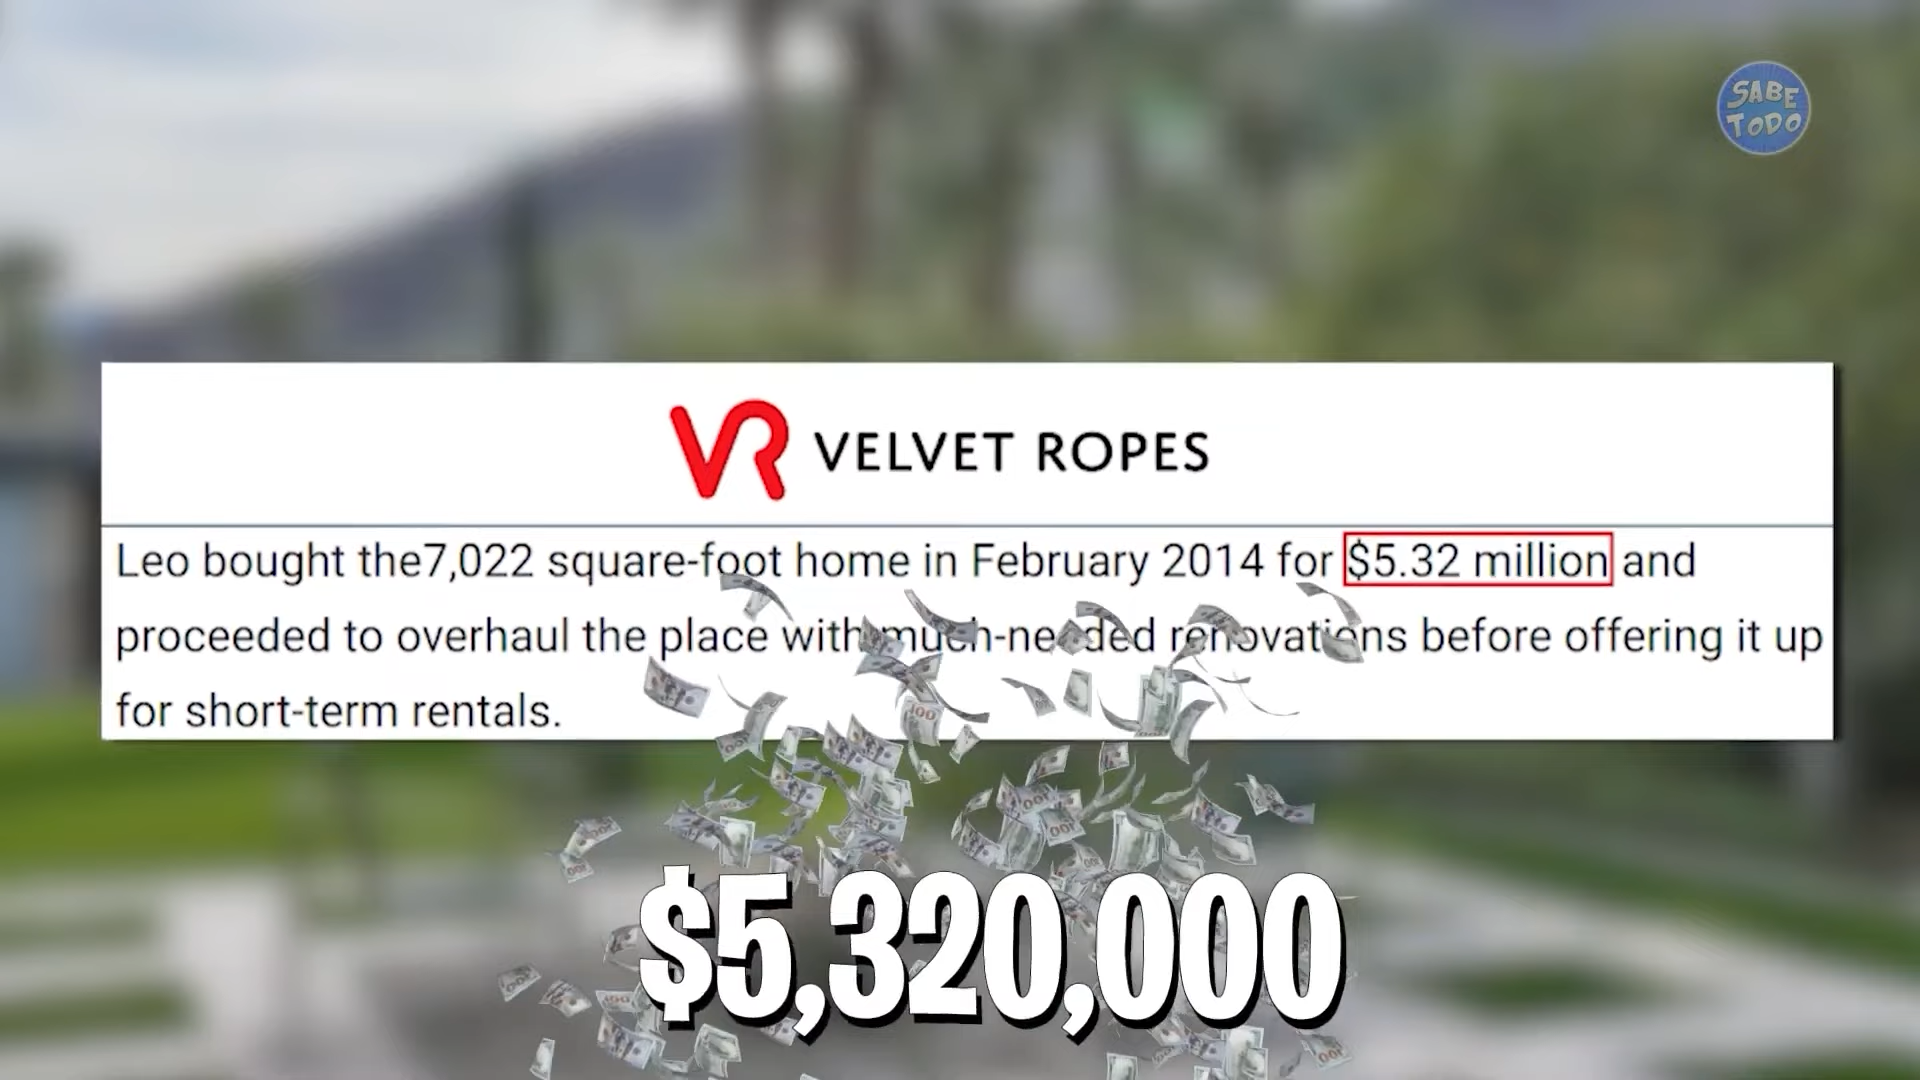 SABE
TODO
VR VELVET ROPES
Leo bought the7,022 square-foot home in February 2014 for $5.32 million and
proceeded to overhaul the place with much-needed renovations before offering it up
for short-term rentals.
$5,320,000